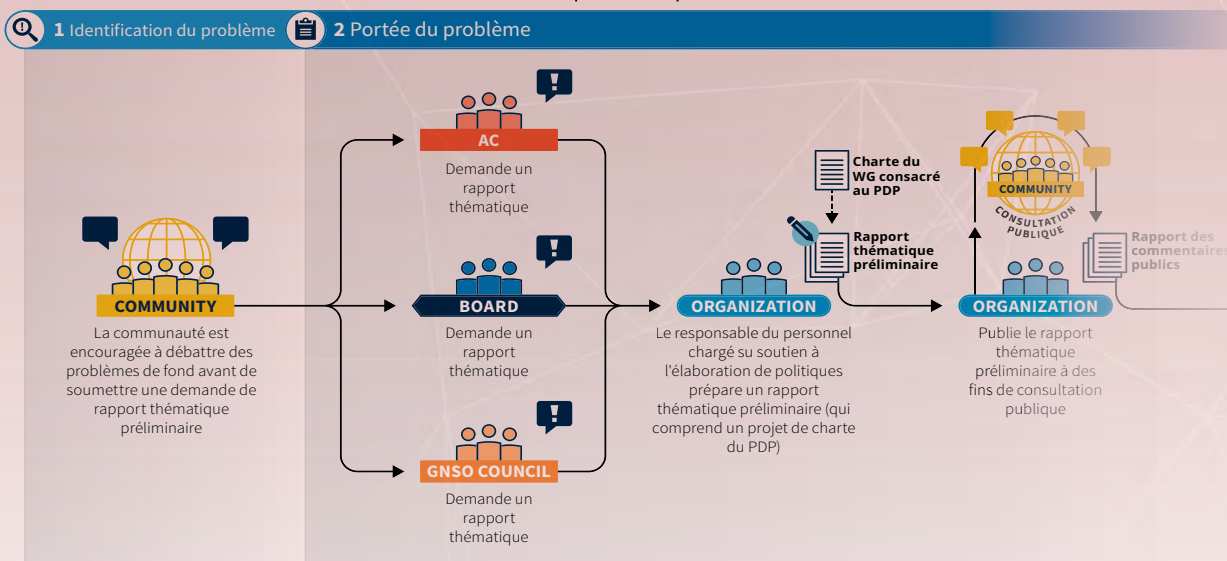 1 Identification du problème
2 Portée du problème
COMMUNITY
La communauté est
encouragée à débattre des
problèmes de fond avant de
soumettre une demande de
rapport thématique
préliminaire
AC
Demande un
rapport
thématique
BOARD
Demande un
rapport
thématique
GNSO COUNCIL
Demande un
rapport
thématique
Charte du
WG consacré
au PDP
Rapport
thématique
préliminaire
ORGANIZATION
Le responsable du personnel
chargé su soutien à
l'élaboration de politiques
prépare un rapport
thématique préliminaire (qui
comprend un projet de charte
du PDP)
COMMUNITY
CONSULTATION
PUBLIQUE
Rapport des
commentaires
publics
ORGANIZATION
Publie le rapport
thématique
préliminaire à des
fins de consultation
publique